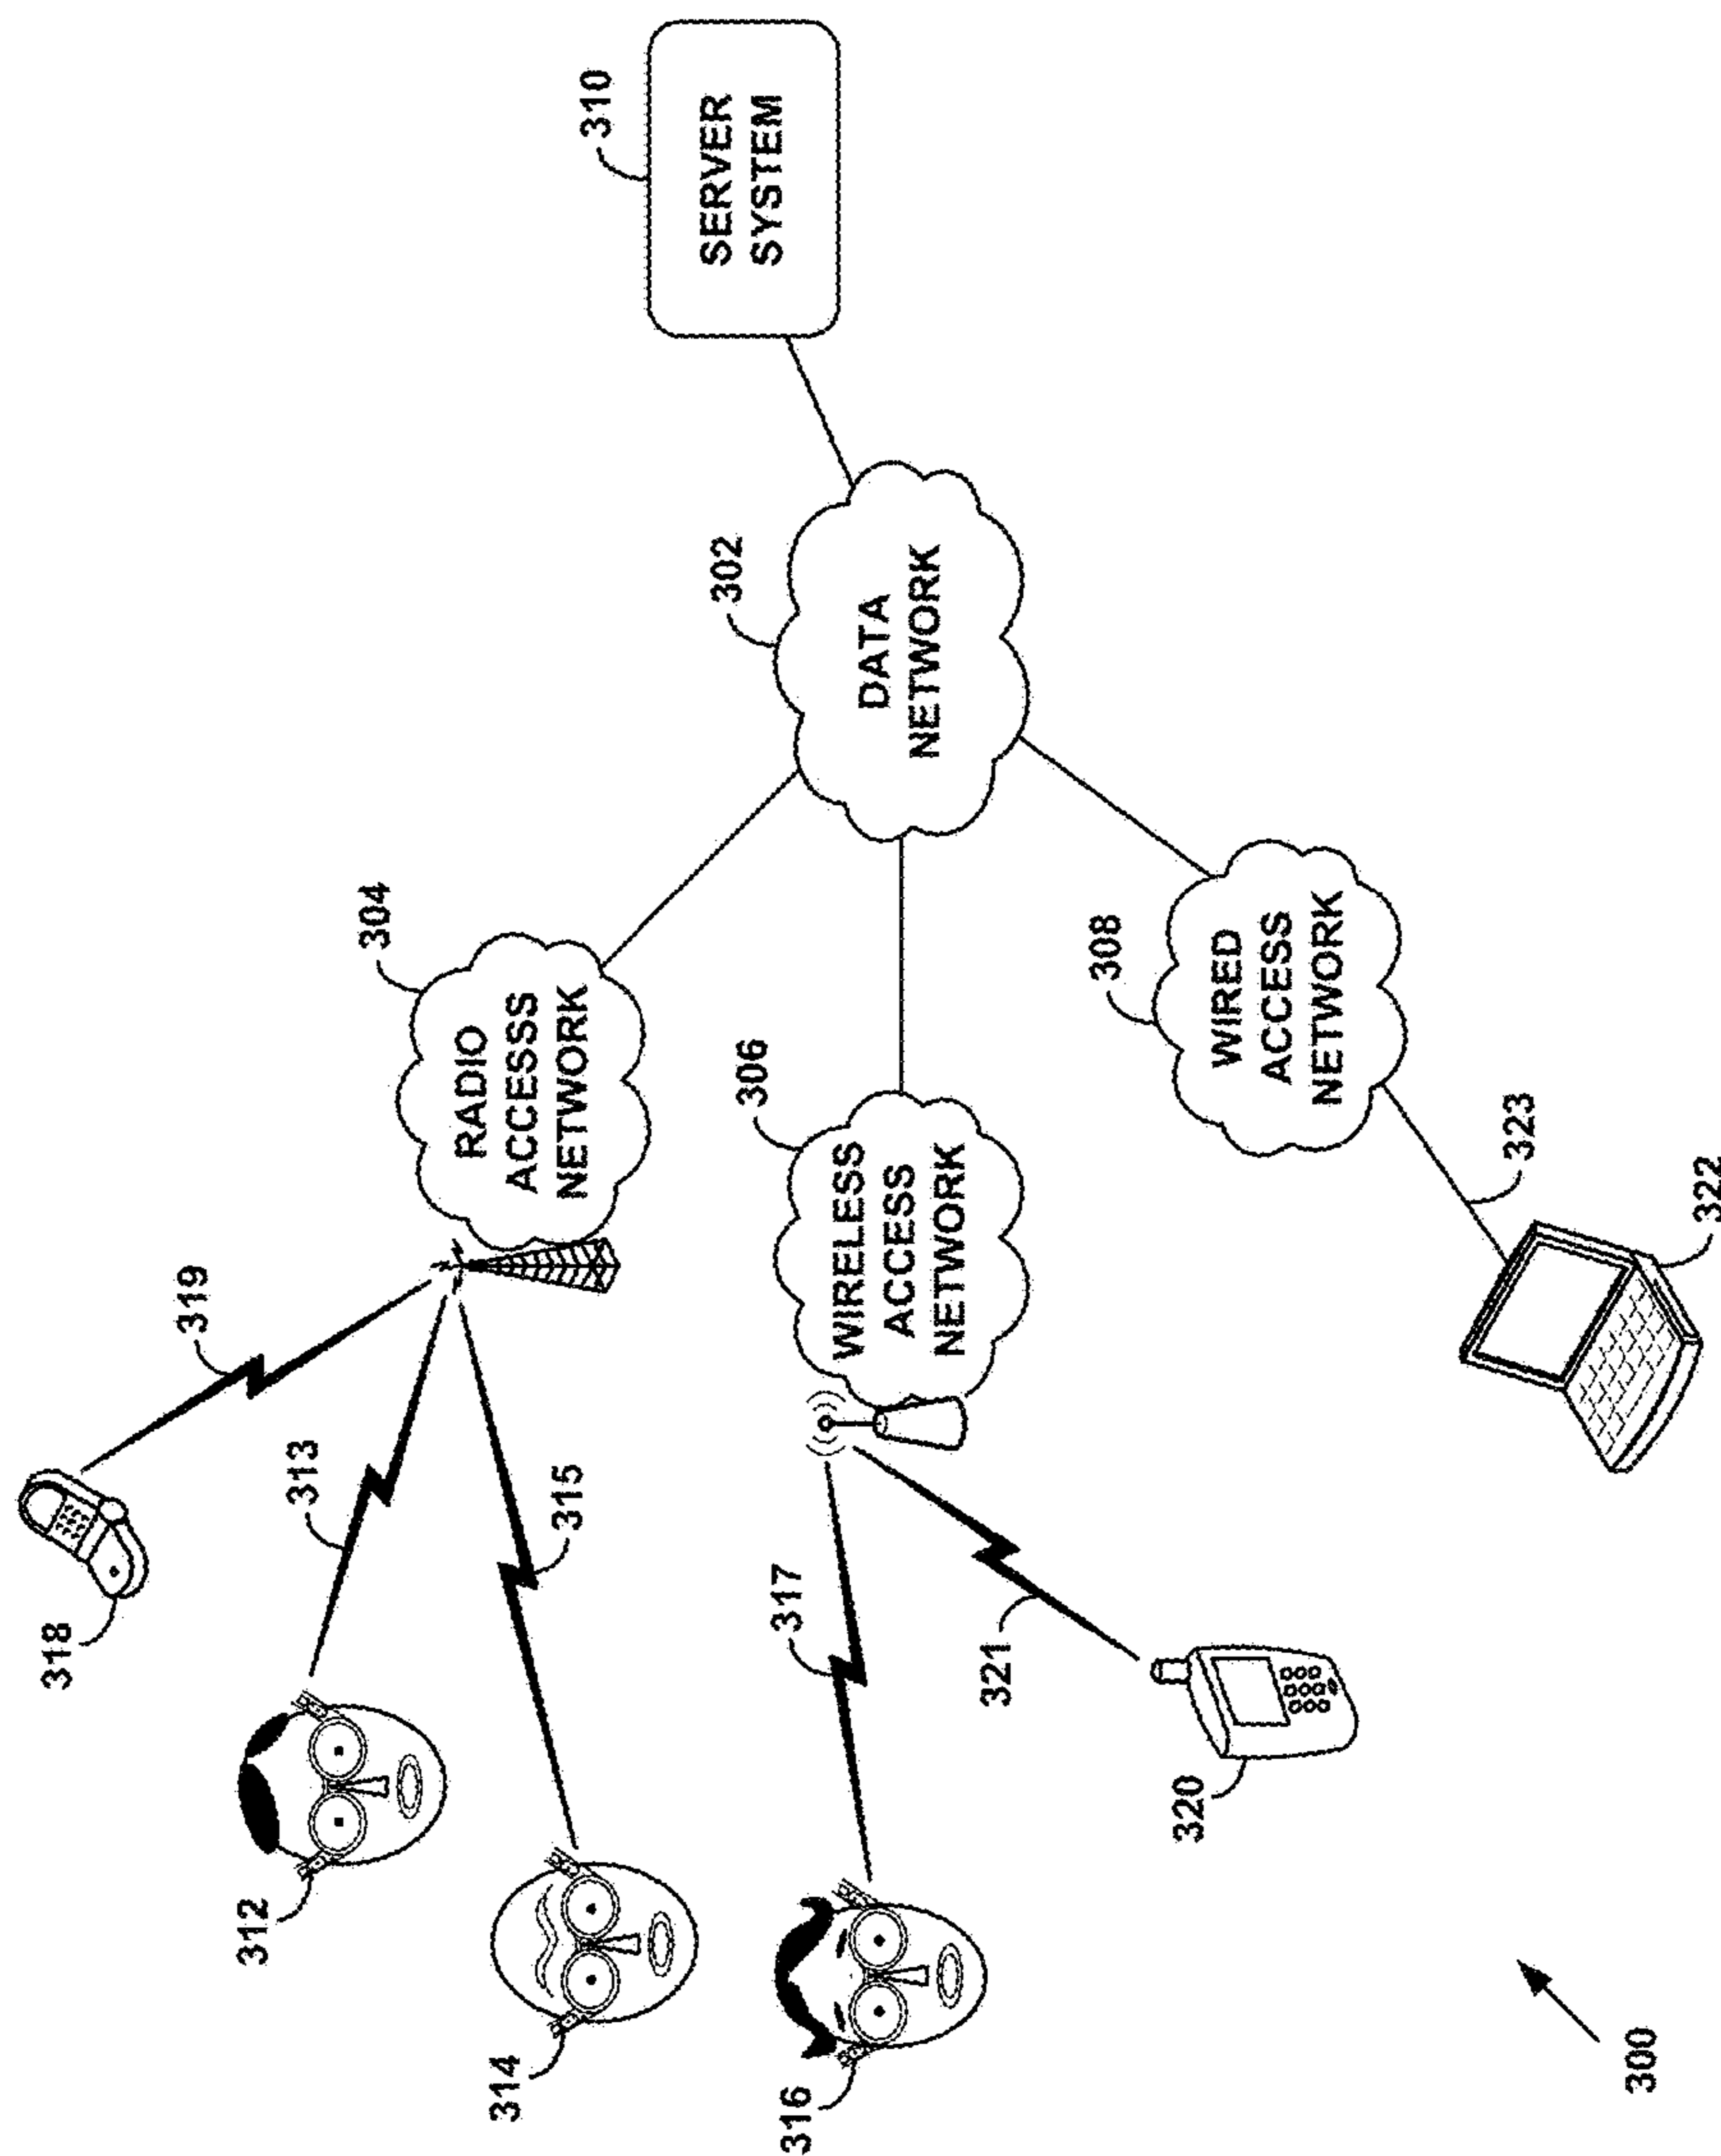 318
319
312
313
304
RADIO
ACCESSS
NETWORK
314
315
310
SERVER
SYSTEM
302
DATA
NETWORK
306
WIRELESS
ACCESS
NETWORK
317
316
321
308
WIRED
ACCESS
NETWORK
320
323
322
300